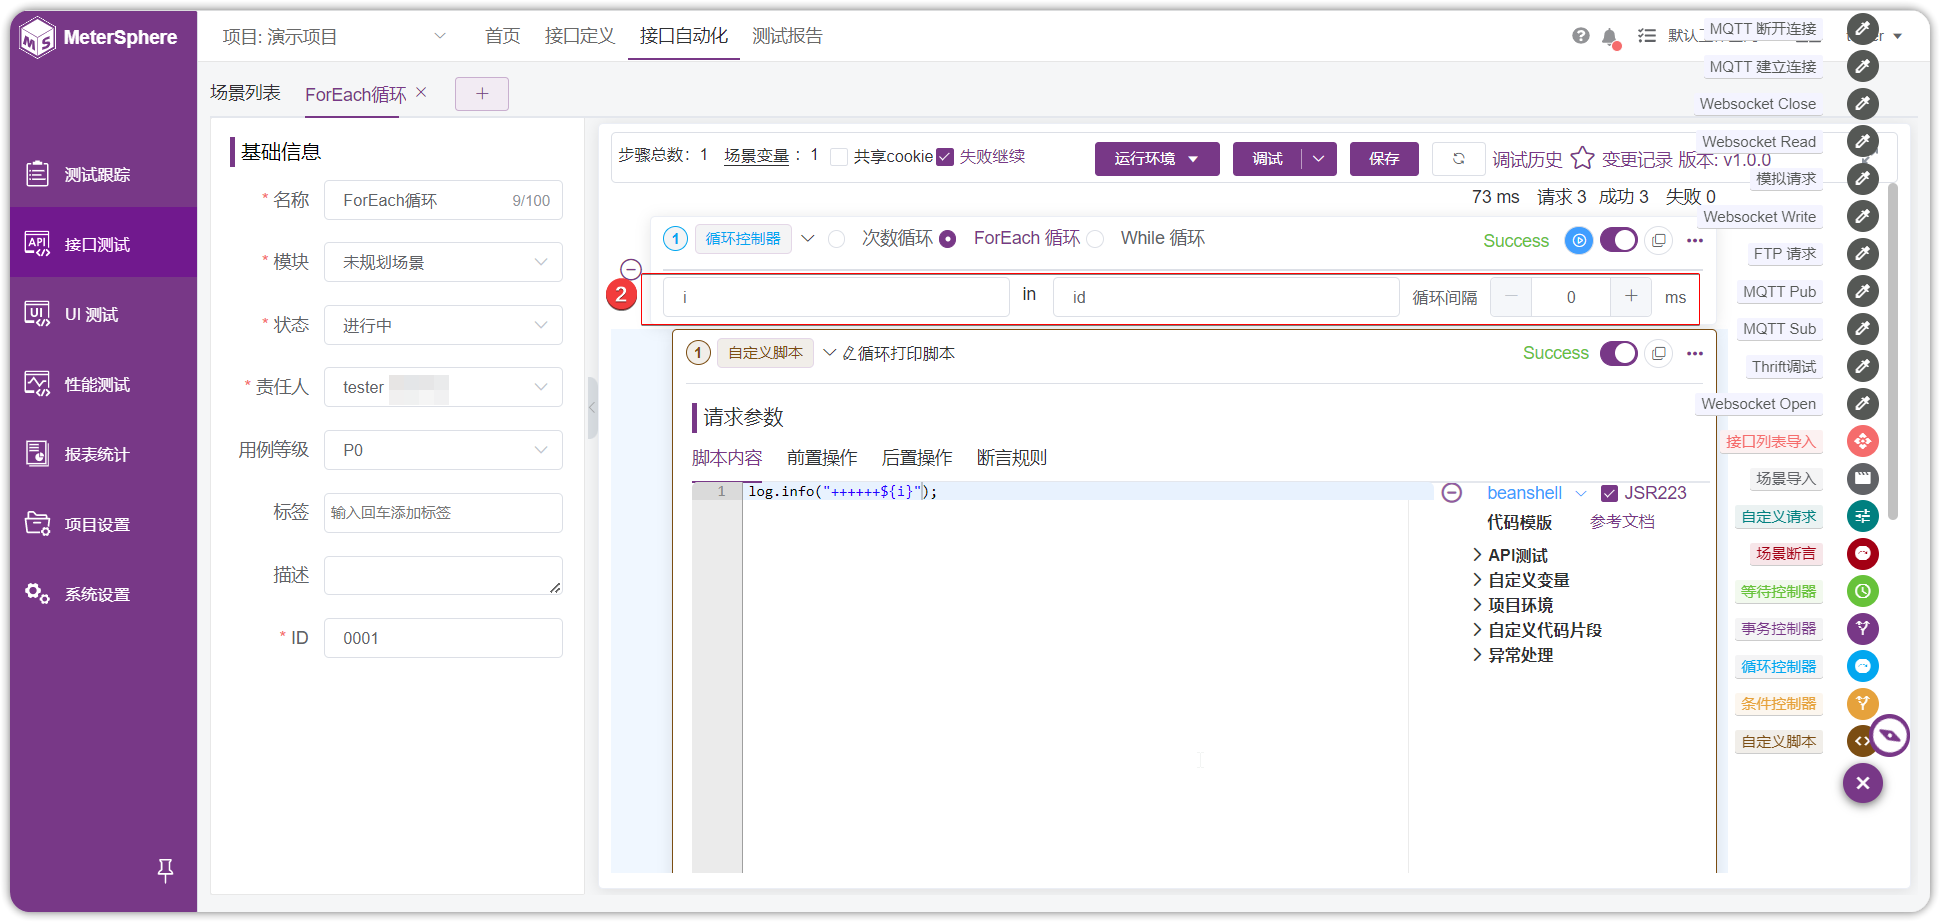 MeterSphere
项目: 演示项目
首页
接口定义
接口自动化
测试报告
测试跟踪
接口测试
UI 测试
性能测试
报表统计
项目设置
系统设置
场景列表
ForEach循环
基础信息
* 名称
ForEach循环
9/100
* 模块
未规划场景
* 状态
进行中
* 责任人
tester
用例等级
P0
标签
输入回车添加标签
描述
* ID
0001
步骤总数： 1
场景变量 ： 1
共享cookie
失败继续
运行环境
调试
保存
调试历史
变更记录
版本: v1.0.0
73 ms
请求 3
成功 3
失败 0
1
循环控制器
次数循环
ForEach 循环
While 循环
Success
2
i
in
id
循环间隔
0
ms
1
自定义脚本
循环打印脚本
Success
请求参数
脚本内容
前置操作
后置操作
断言规则
1
log.info("++++++${i}");
beanshell
JSR223
代码模版
参考文档
API测试
自定义变量
项目环境
自定义代码片段
异常处理
MQTT 断开连接
MQTT 建立连接
Websocket Close
Websocket Read
模拟请求
Websocket Write
FTP 请求
MQTT Pub
MQTT Sub
Thrift调试
Websocket Open
接口列表导入
场景导入
自定义请求
场景断言
等待控制器
事务控制器
循环控制器
条件控制器
自定义脚本